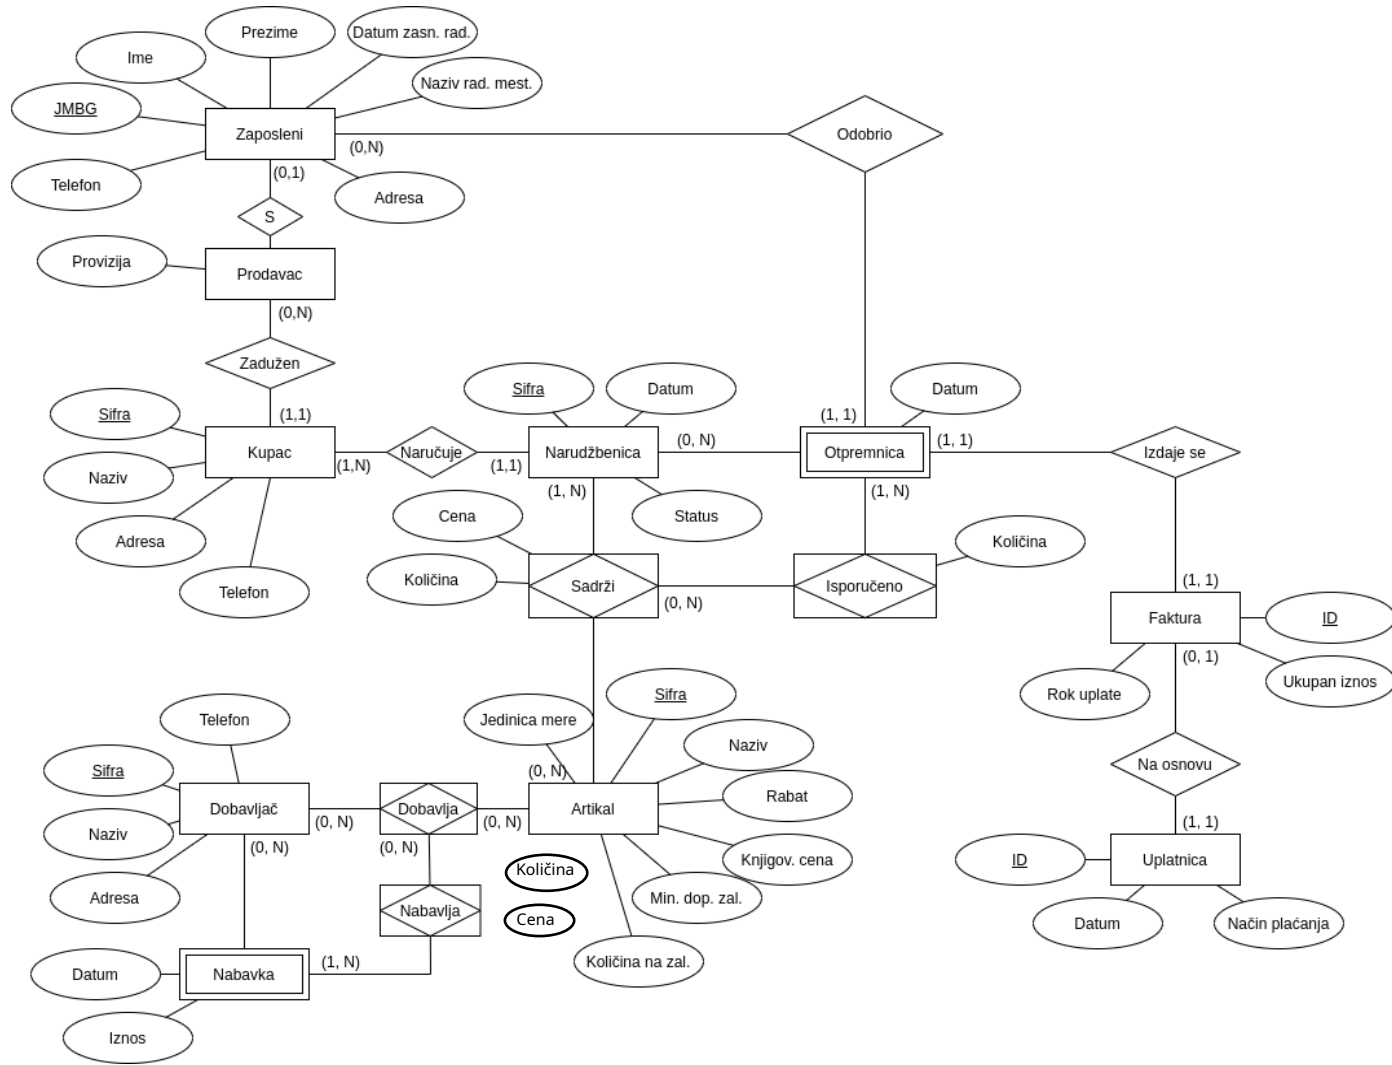 Prezime
Datum zasn. rad.
Ime
Naziv rad. mest.
JMBG
Zaposleni
Odobrio
(0,N)
(0,1)
Telefon
Adresa
S
Provizija
Prodavac
(0,N)
Zadužen
Sifra
Datum
Datum
Sifra
(1,1)
(1, 1)
(0, N)
(1, 1)
Kupac
Naručuje
Narudžbenica
Otpremnica
Izdaje se
(1,N)
(1,1)
Naziv
(1, N)
(1, N)
Cena
Status
Adresa
Količina
Količina
Sadrži
Isporučeno
(1, 1)
Telefon
(0, N)
Faktura
ID
(0, 1)
Ukupan iznos
Rok uplate
Sifra
Telefon
Jedinica mere
Naziv
Na osnovu
Sifra
(0, N)
Rabat
Dobavljač
Dobavlja
Artikal
(0, N)
(0, N)
(1, 1)
Naziv
(0, N)
(0, N)
Knjigov. cena
ID
Uplatnica
Količina
Adresa
Min. dop. zal.
Nabavlja
Cena
Datum
Način plaćanja
Količina na zal.
(1, N)
Datum
Nabavka
Iznos